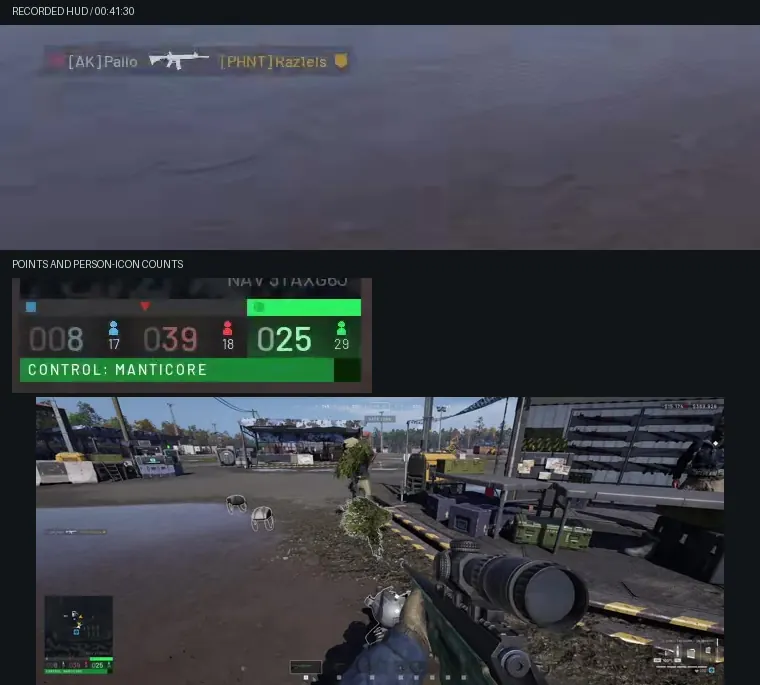 RECORDED HUD / 00:41:30
[AK]Pallo [PHNT]Razleis
POINTS AND PERSON-ICON COUNTS
008 17 039 18 025 29
CONTROL: MANTICORE